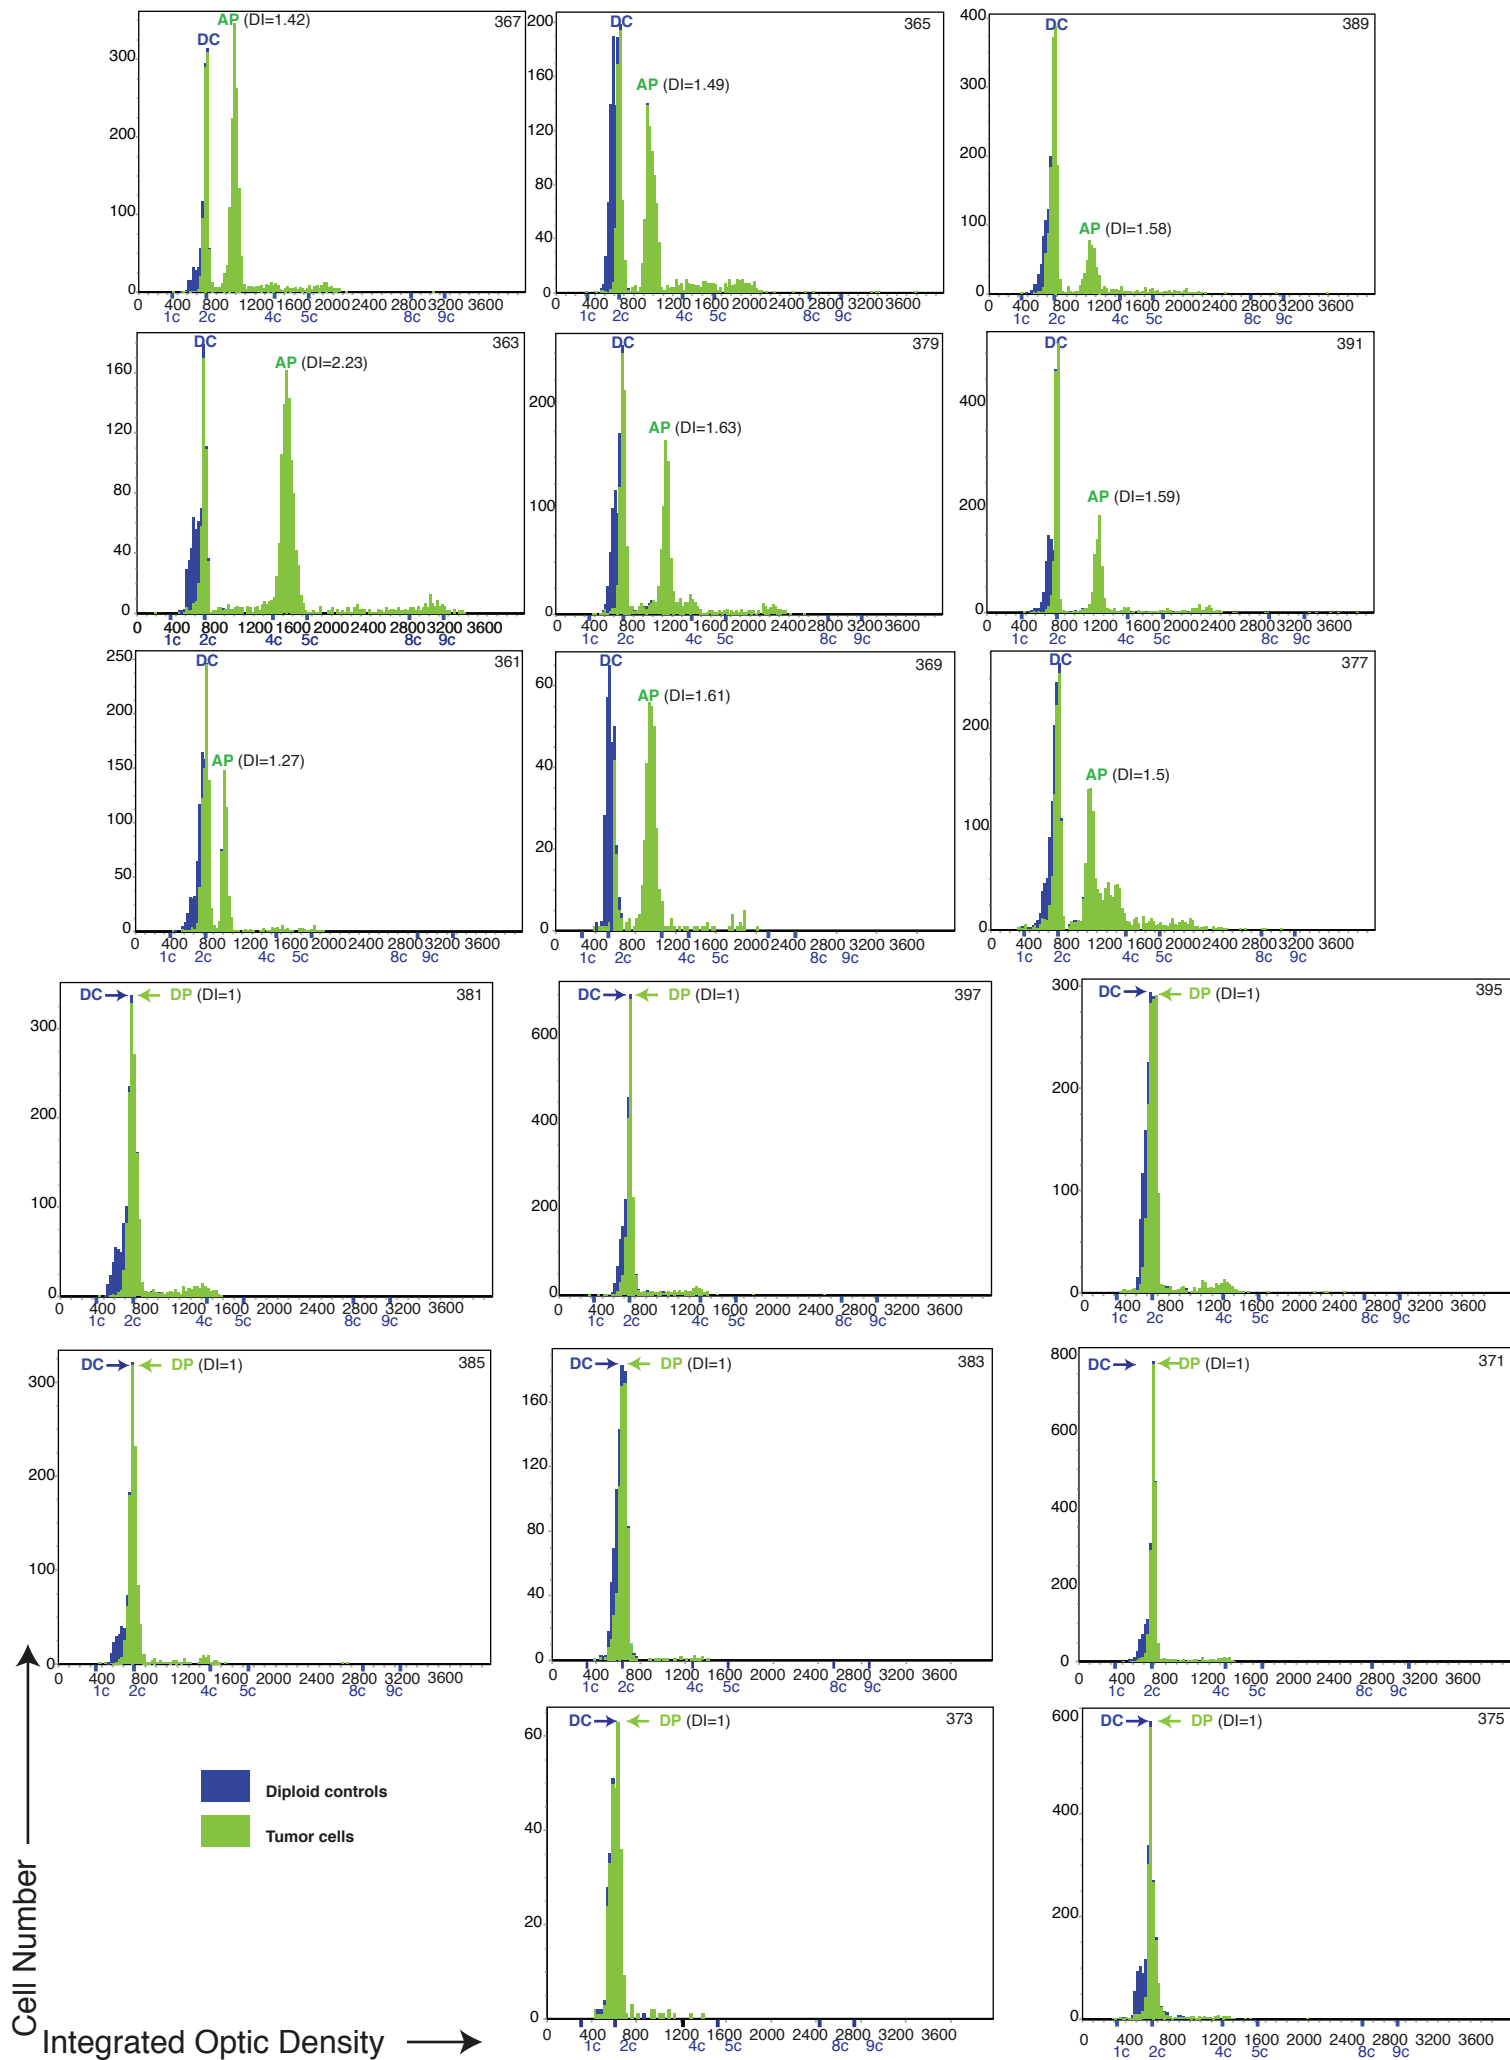 AP (DI=1.42) 367
DC
300
200
100
0
0 400 800 1200 1600 2000 2400 2800 3200 3600
1c 2c 4c 5c 8c 9c
200 DC 365
160
AP (DI=1.49)
120
80
40
0
0 400 800 1200 1600 2000 2400 2800 3200 3600
1c 2c 4c 5c 8c 9c
400 DC 389
300
200
AP (DI=1.58)
100
0
0 400 800 1200 1600 2000 2400 2800 3200 3600
1c 2c 4c 5c 8c 9c
DC 363
AP (DI=2.23)
160
120
80
40
0
0 400 800 1200 1600 2000 2400 2800 3200 3600
1c 2c 4c 5c 8c 9c
DC 379
200
AP (DI=1.63)
100
0
0 400 800 1200 1600 2000 2400 2800 3200 3600
1c 2c 4c 5c 8c 9c
DC 391
400
AP (DI=1.59)
200
0
0 400 800 1200 1600 2000 2400 2800 3200 3600
1c 2c 4c 5c 8c 9c
250 DC 361
200
AP (DI=1.27)
150
100
50
0
0 400 800 1200 1600 2000 2400 2800 3200 3600
1c 2c 4c 5c 8c 9c
DC 369
60 AP (DI=1.61)
40
20
0
0 400 800 1200 1600 2000 2400 2800 3200 3600
1c 2c 4c 5c 8c 9c
DC 377
200
AP (DI=1.5)
100
0
0 400 800 1200 1600 2000 2400 2800 3200 3600
1c 2c 4c 5c 8c 9c
DC DP (DI=1) 381
300
200
100
0
0 400 800 1200 1600 2000 2400 2800 3200 3600
1c 2c 4c 5c 8c 9c
DC DP (DI=1) 397
600
400
200
0
0 400 800 1200 1600 2000 2400 2800 3200 3600
1c 2c 4c 5c 8c 9c
300 DC DP (DI=1) 395
200
100
0
0 400 800 1200 1600 2000 2400 2800 3200 3600
1c 2c 4c 5c 8c 9c
DC DP (DI=1) 385
300
200
100
0
0 400 800 1200 1600 2000 2400 2800 3200 3600
1c 2c 4c 5c 8c 9c
DC DP (DI=1) 383
160
120
80
40
0
0 400 800 1200 1600 2000 2400 2800 3200 3600
1c 2c 4c 5c 8c 9c
800 DC DP (DI=1) 371
600
400
200
0
0 400 800 1200 1600 2000 2400 2800 3200 3600
1c 2c 4c 5c 8c 9c
DC DP (DI=1) 373
60
40
20
0
0 400 800 1200 1600 2000 2400 2800 3200 3600
1c 2c 4c 5c 8c 9c
600 DC DP (DI=1) 375
400
200
0
0 400 800 1200 1600 2000 2400 2800 3200 3600
1c 2c 4c 5c 8c 9c
Diploid controls
Tumor cells
Cell Number
Integrated Optic Density